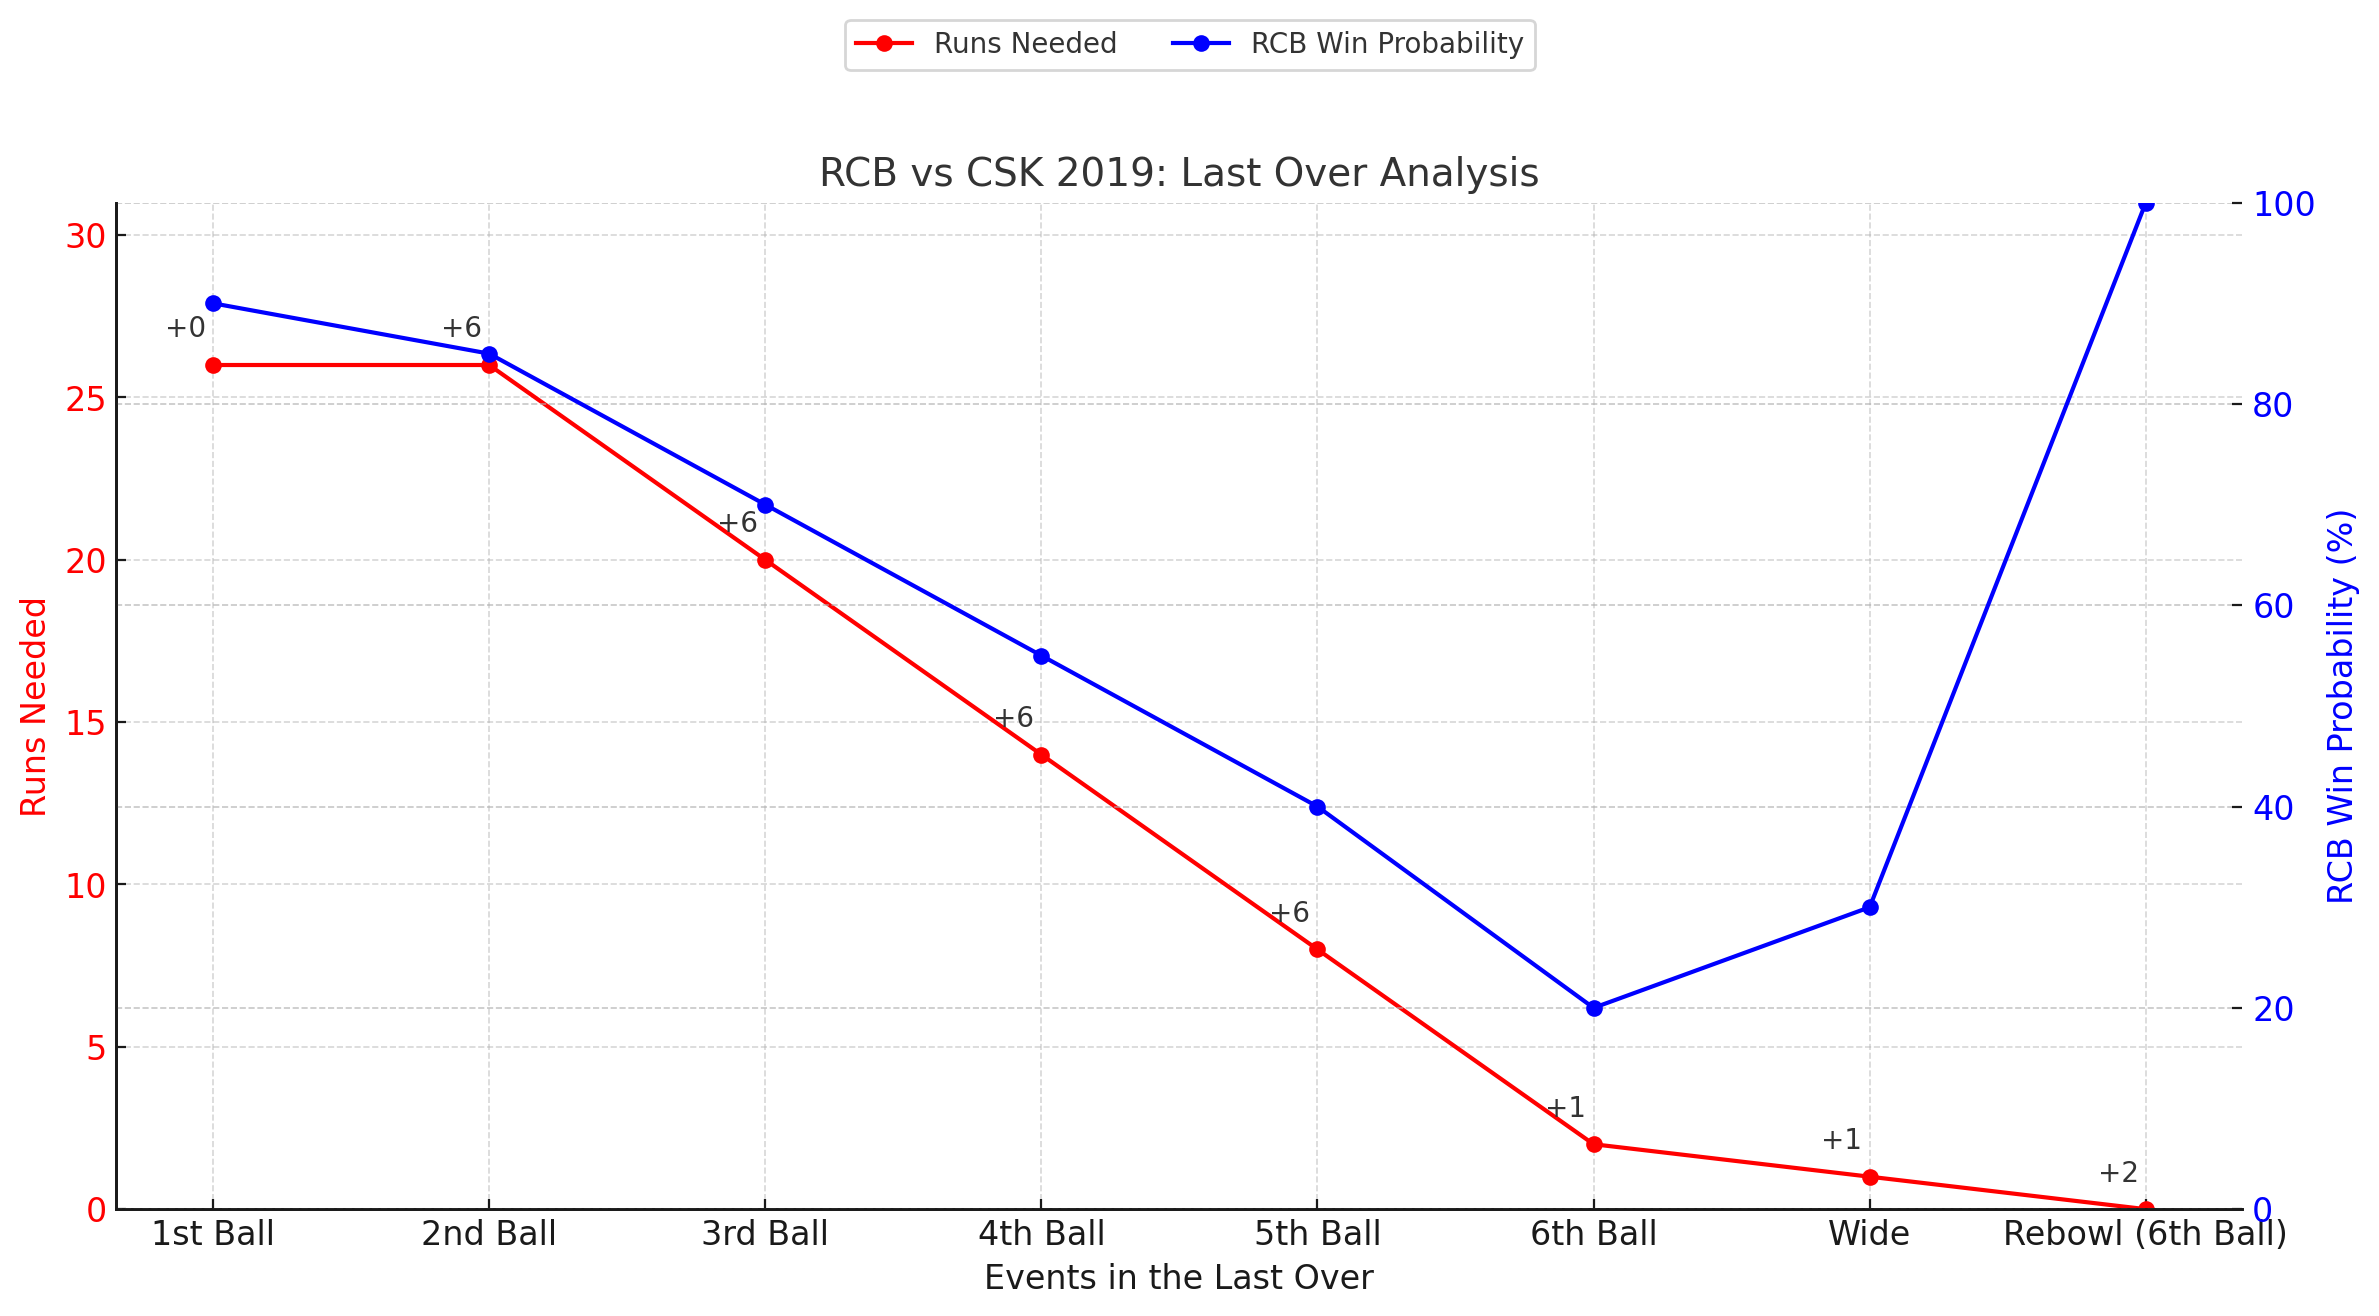 Runs Needed
RCB Win Probability
RCB vs CSK 2019: Last Over Analysis
Runs Needed
30
25
20
15
10
5
0
+0
+6
+6
+6
+6
+1
+1
+2
100
80
60
40
20
0
RCB Win Probability (%)
1st Ball
2nd Ball
3rd Ball
4th Ball
5th Ball
6th Ball
Wide
Rebowl (6th Ball)
Events in the Last Over